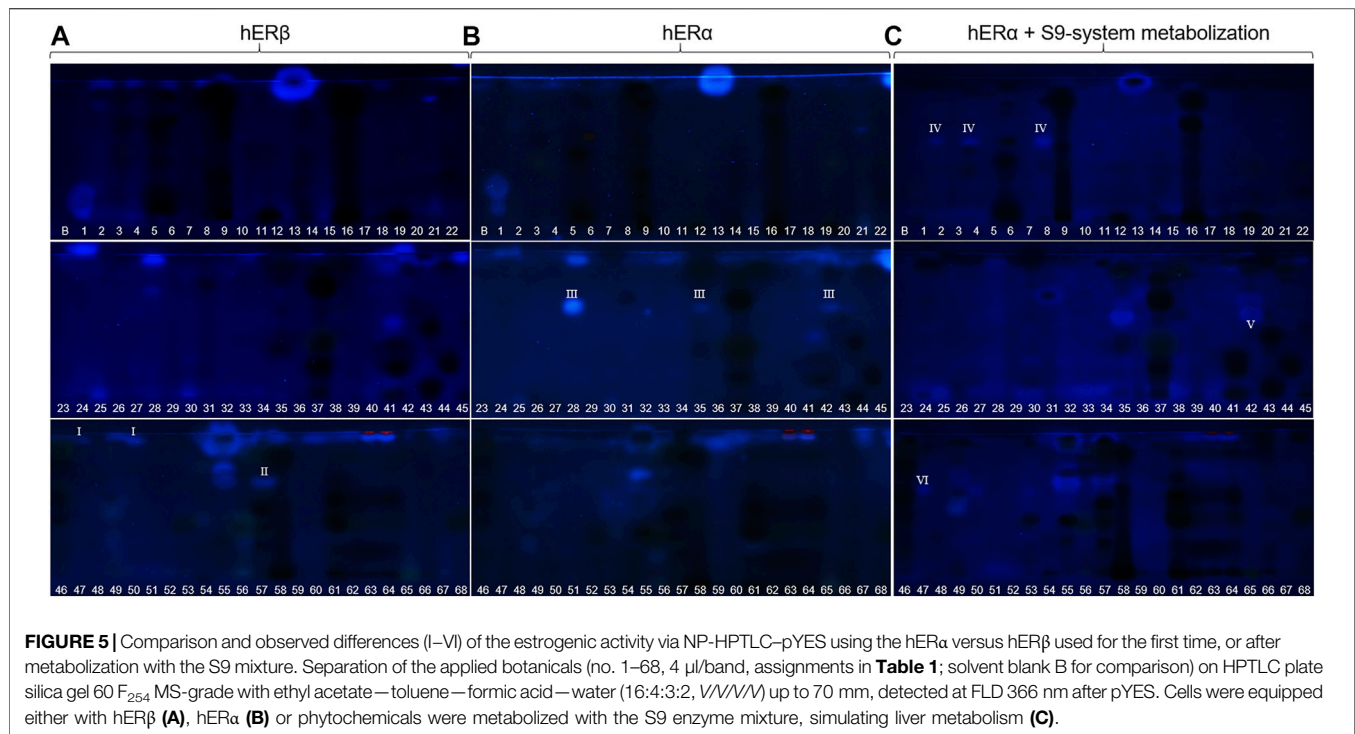 A hERβ B hERα C hERα + S9-system metabolization
IV IV IV
B 1 2 3 4 5 6 7 8 9 10 11 12 13 14 15 16 17 18 19 20 21 22 B 1 2 3 4 5 6 7 8 9 10 11 12 13 14 15 16 17 18 19 20 21 22 B 1 2 3 4 5 6 7 8 9 10 11 12 13 14 15 16 17 18 19 20 21 22
III III III
V
23 24 25 26 27 28 29 30 31 32 33 34 35 36 37 38 39 40 41 42 43 44 45 23 24 25 26 27 28 29 30 31 32 33 34 35 36 37 38 39 40 41 42 43 44 45 23 24 25 26 27 28 29 30 31 32 33 34 35 36 37 38 39 40 41 42 43 44 45
I I
II
VI
46 47 48 49 50 51 52 53 54 55 56 57 58 59 60 61 62 63 64 65 66 67 68 46 47 48 49 50 51 52 53 54 55 56 57 58 59 60 61 62 63 64 65 66 67 68 46 47 48 49 50 51 52 53 54 55 56 57 58 59 60 61 62 63 64 65 66 67 68
FIGURE 5 | Comparison and observed differences (I–VI) of the estrogenic activity via NP-HPTLC–pYES using the hERα versus hERβ used for the first time, or after
metabolization with the S9 mixture. Separation of the applied botanicals (no. 1–68, 4 µl/band, assignments in Table 1; solvent blank B for comparison) on HPTLC plate
silica gel 60 F254 MS-grade with ethyl acetate—toluene—formic acid—water (16:4:3:2, V/V/V/V) up to 70 mm, detected at FLD 366 nm after pYES. Cells were equipped
either with hERβ (A), hERα (B) or phytochemicals were metabolized with the S9 enzyme mixture, simulating liver metabolism (C).